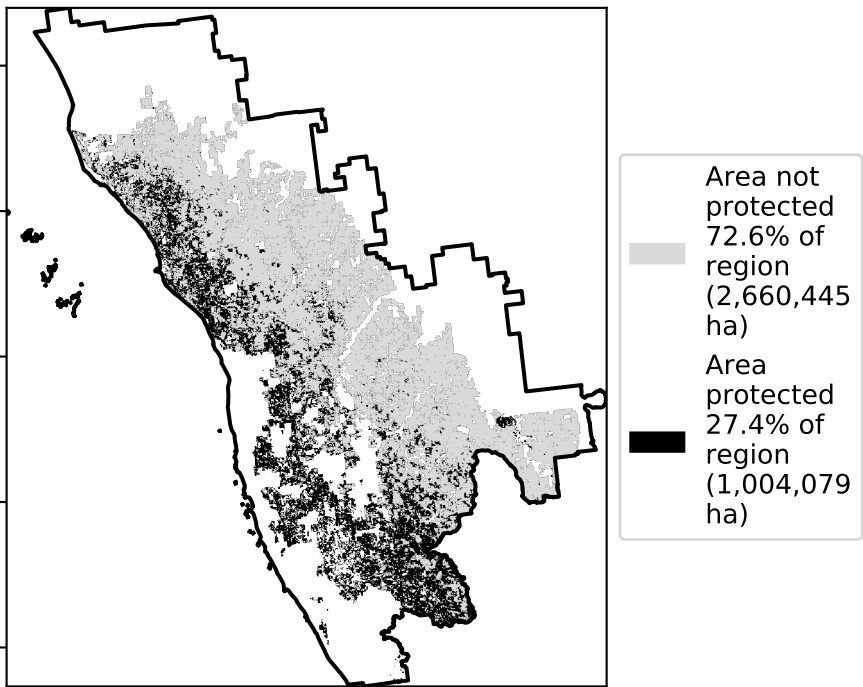 Area not
protected
72.6% of
region
(2,660,445
ha)
Area
protected
27.4% of
region
(1,004,079
ha)